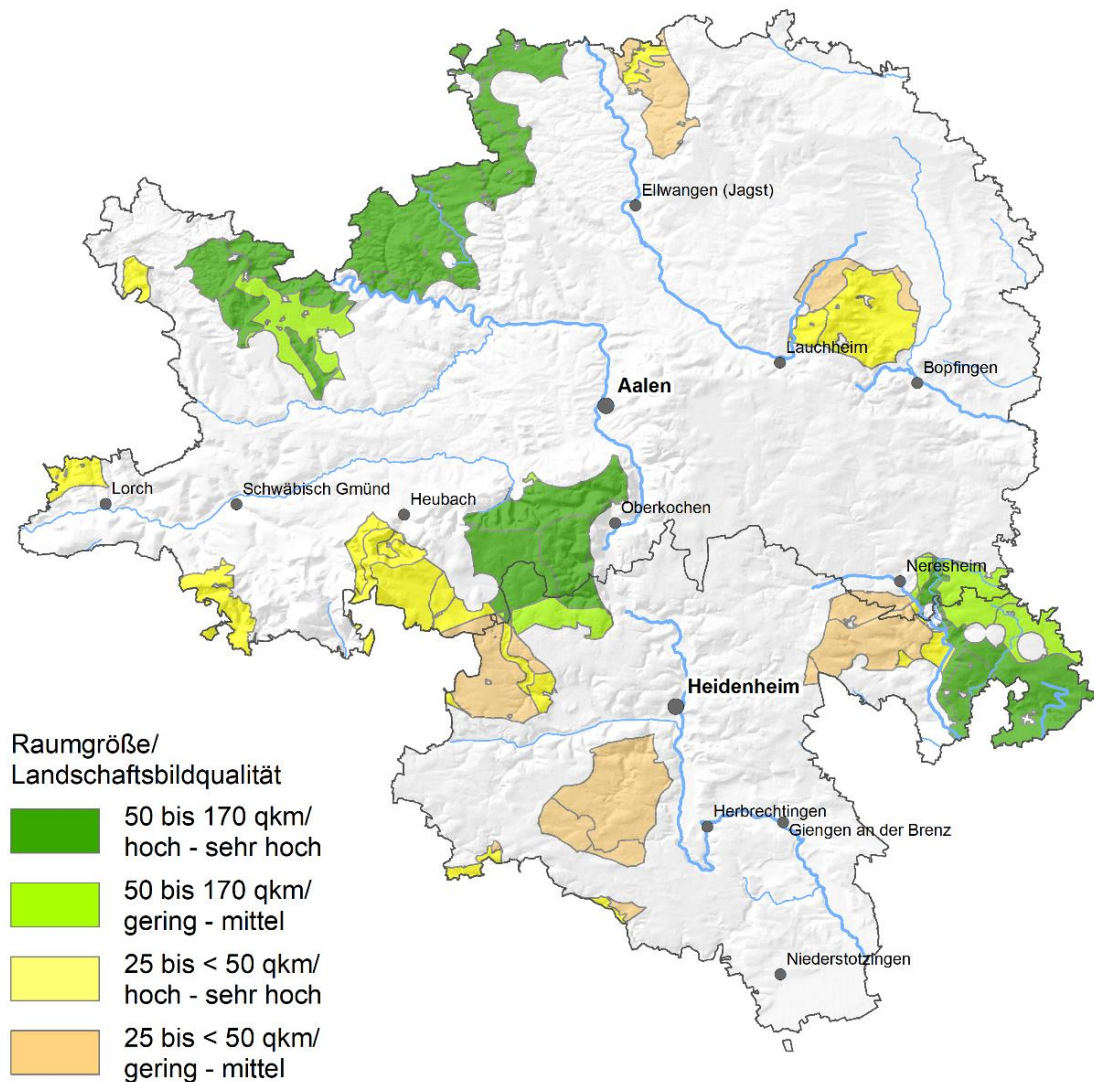 Ellwangen (Jagst)
Lauchheim
Bopfingen
Aalen
Lorch
Schwäbisch Gmünd
Heubach
Oberkochen
Neresheim
Heidenheim
Herbrechtingen
Giengen an der Brenz
Niederstotzingen
Raumgröße/
Landschaftsbildqualität
50 bis 170 qkm/
hoch - sehr hoch
50 bis 170 qkm/
gering - mittel
25 bis < 50 qkm/
hoch - sehr hoch
25 bis < 50 qkm/
gering - mittel